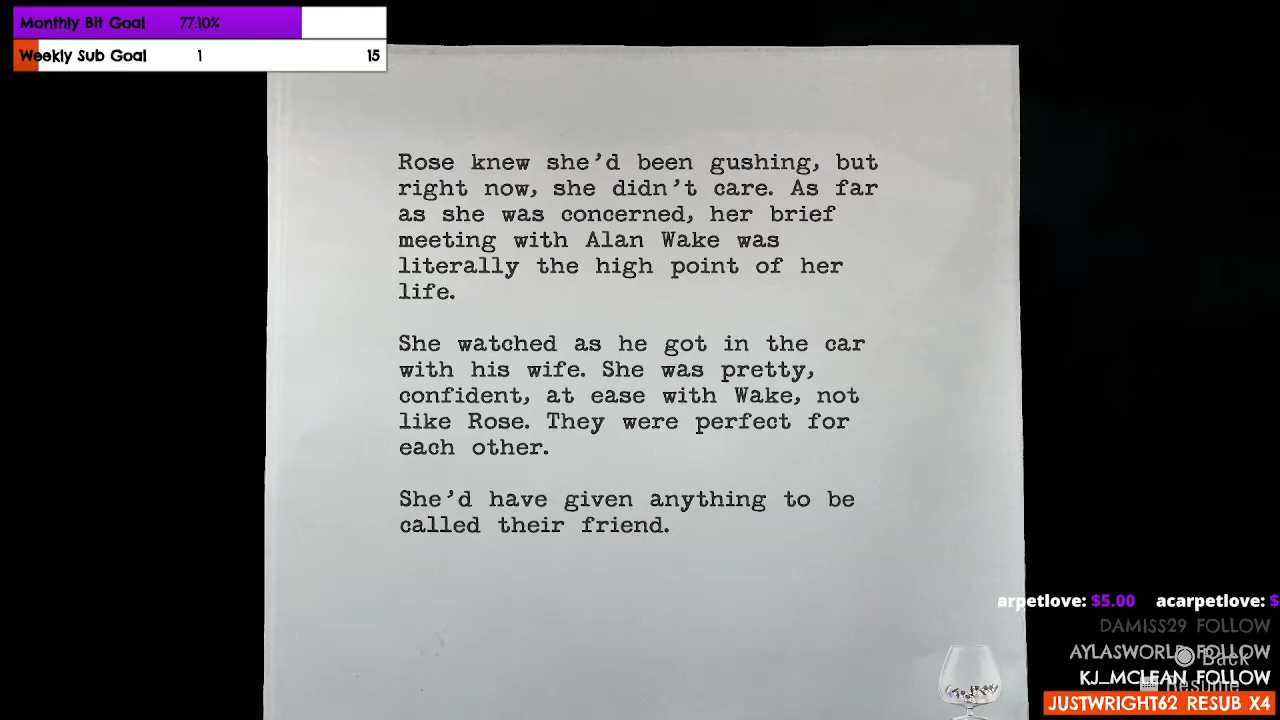 Monthly Bit Goal 77.10%
Weekly Sub Goal 1 15
Rose knew she'd been gushing, but
right now, she didn't care. As far
as she was concerned, her brief
meeting with Alan Wake was
literally the high point of her
life.
She watched as he got in the car
with his wife. She was pretty,
confident, at ease with Wake, not
like Rose. They were perfect for
each other.
She'd have given anything to be
called their friend.
arpetlove: $5.00 acarpetlove: $
DAMISS29 FOLLOW
AYLASWORLD FOLLOW
Back
KJ_MCLEAN FOLLOW
Resume
JUSTWRIGHT62 RESUB X4